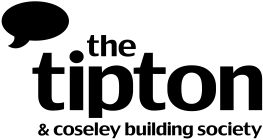 the
tipton
& coseley building society